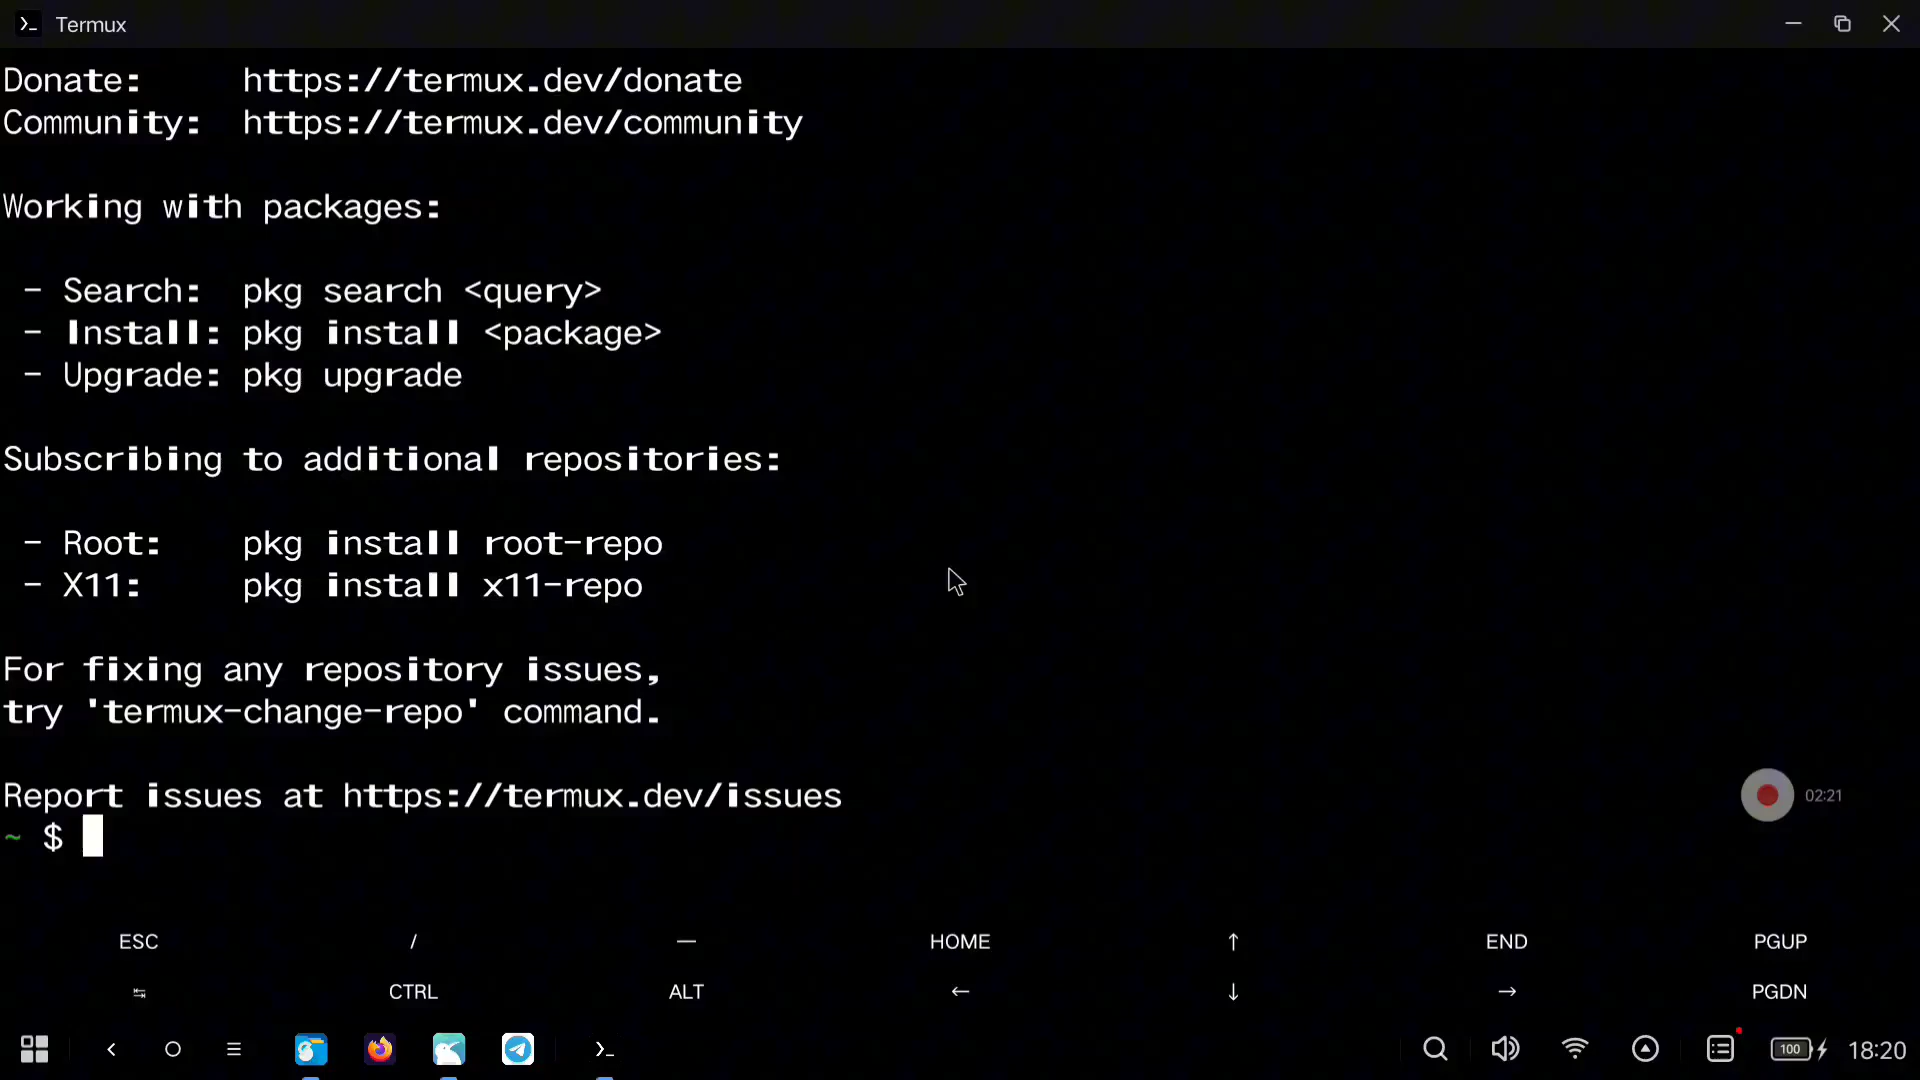 Termux
Donate: https://termux.dev/donate
Community: https://termux.dev/community
Working with packages:
- Search: pkg search <query>
- Install: pkg install <package>
- Upgrade: pkg upgrade
Subscribing to additional repositories:
- Root: pkg install root-repo
- X11: pkg install x11-repo
For fixing any repository issues,
try 'termux-change-repo' command.
Report issues at https://termux.dev/issues
02:21
~ $
ESC / — HOME ↑ END PGUP
↹ CTRL ALT ← ↓ → PGDN
100 18:20